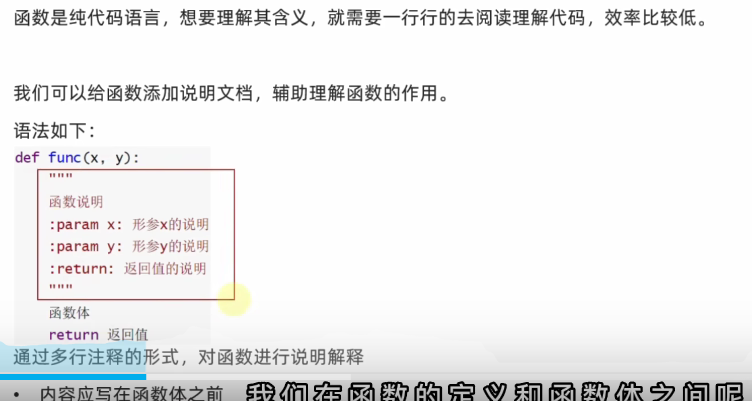 函数是纯代码语言，想要理解其含义，就需要一行行的去阅读理解代码，效率比较低。
我们可以给函数添加说明文档，辅助理解函数的作用。
语法如下：
def func(x, y):
"""
函数说明
:param x: 形参x的说明
:param y: 形参y的说明
:return: 返回值的说明
"""
函数体
return 返回值
通过多行注释的形式，对函数进行说明解释
• 内容应写在函数体之前
我们在函数的定义和函数体之间呢